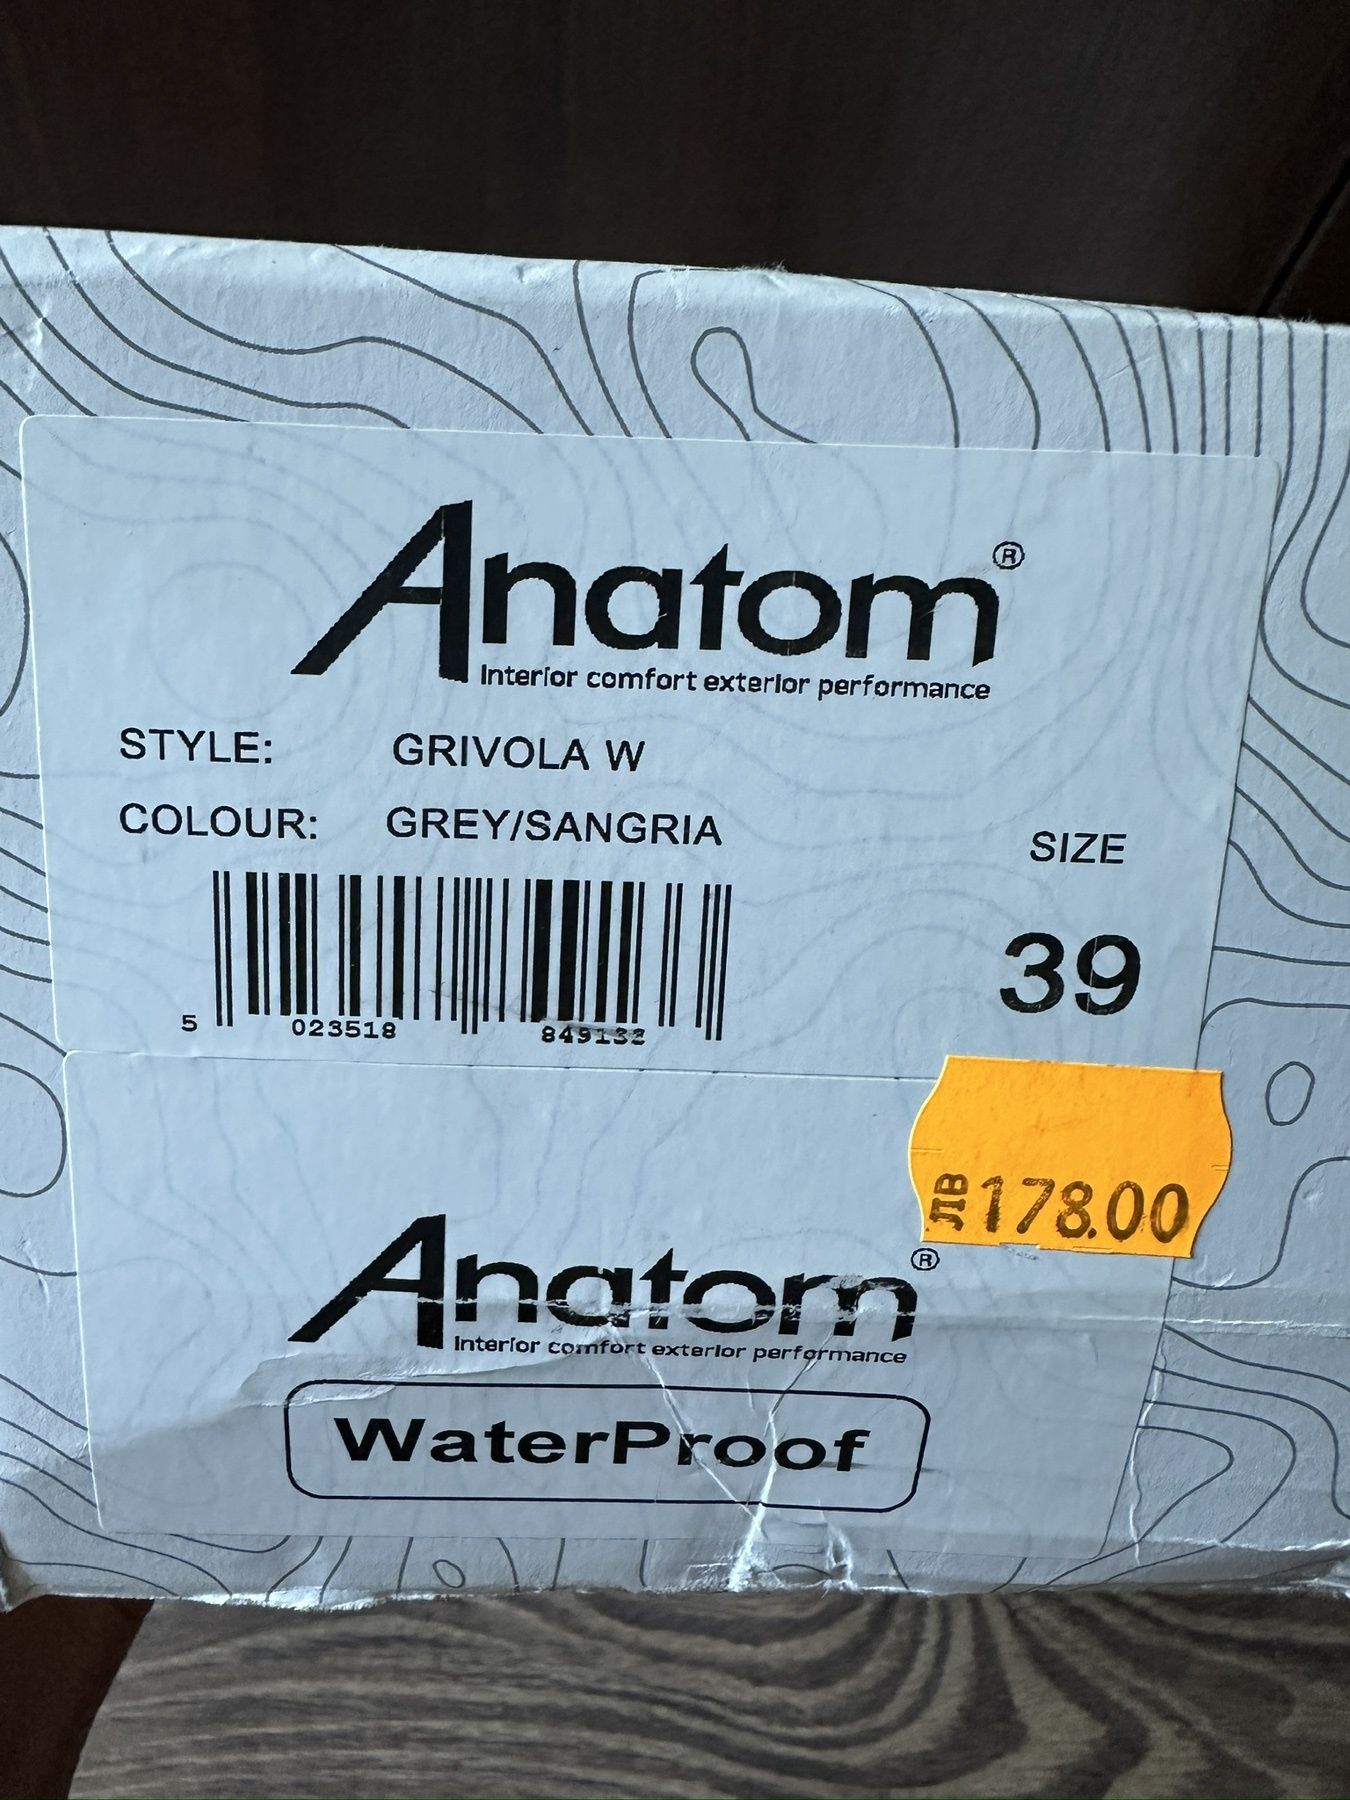 Anatom®
Interior comfort exterior performance
STYLE: GRIVOLA W
COLOUR: GREY/SANGRIA
SIZE
39
5 023518
ЛВ 178.00
Anatom®
Interior comfort exterior performance
WaterProof